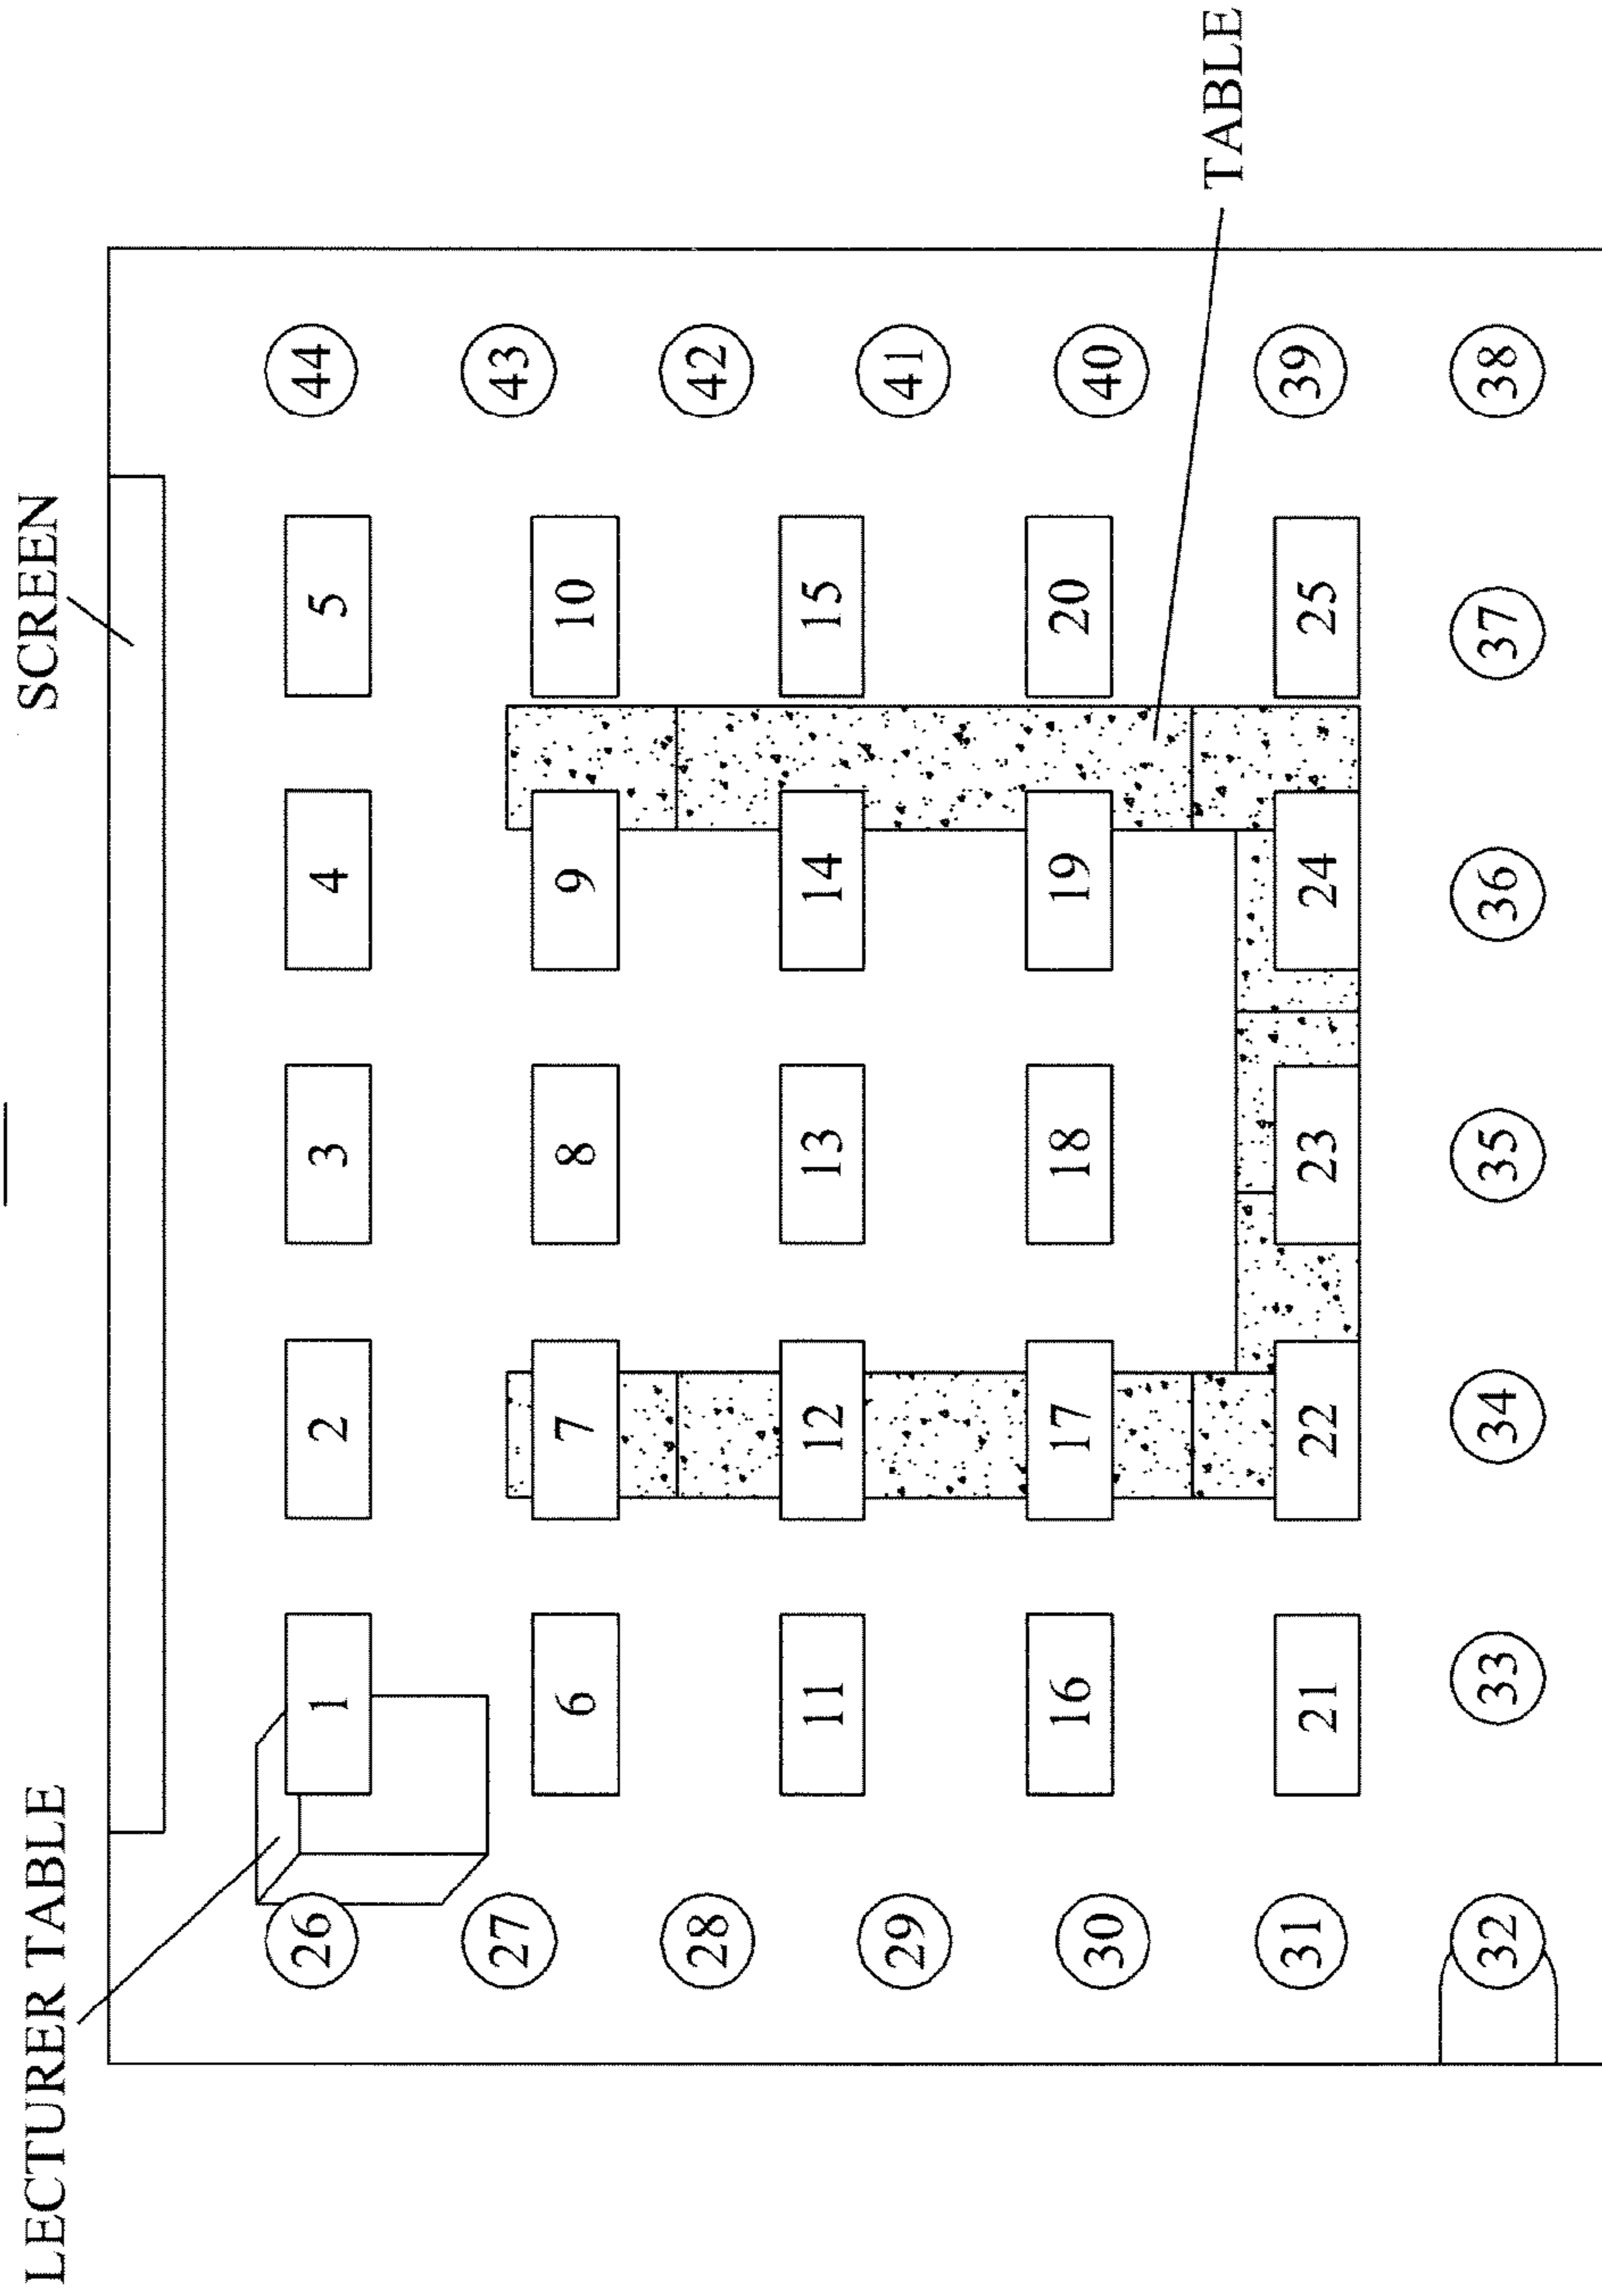 LECTURER TABLE
SCREEN
26 1 2 3 4 5 44
27 43
6 7 8 9 10
28 42
11 12 13 14 15
29 41
16 17 18 19 20
30 40
TABLE
31 21 22 23 24 25 39
32 33 34 35 36 37 38